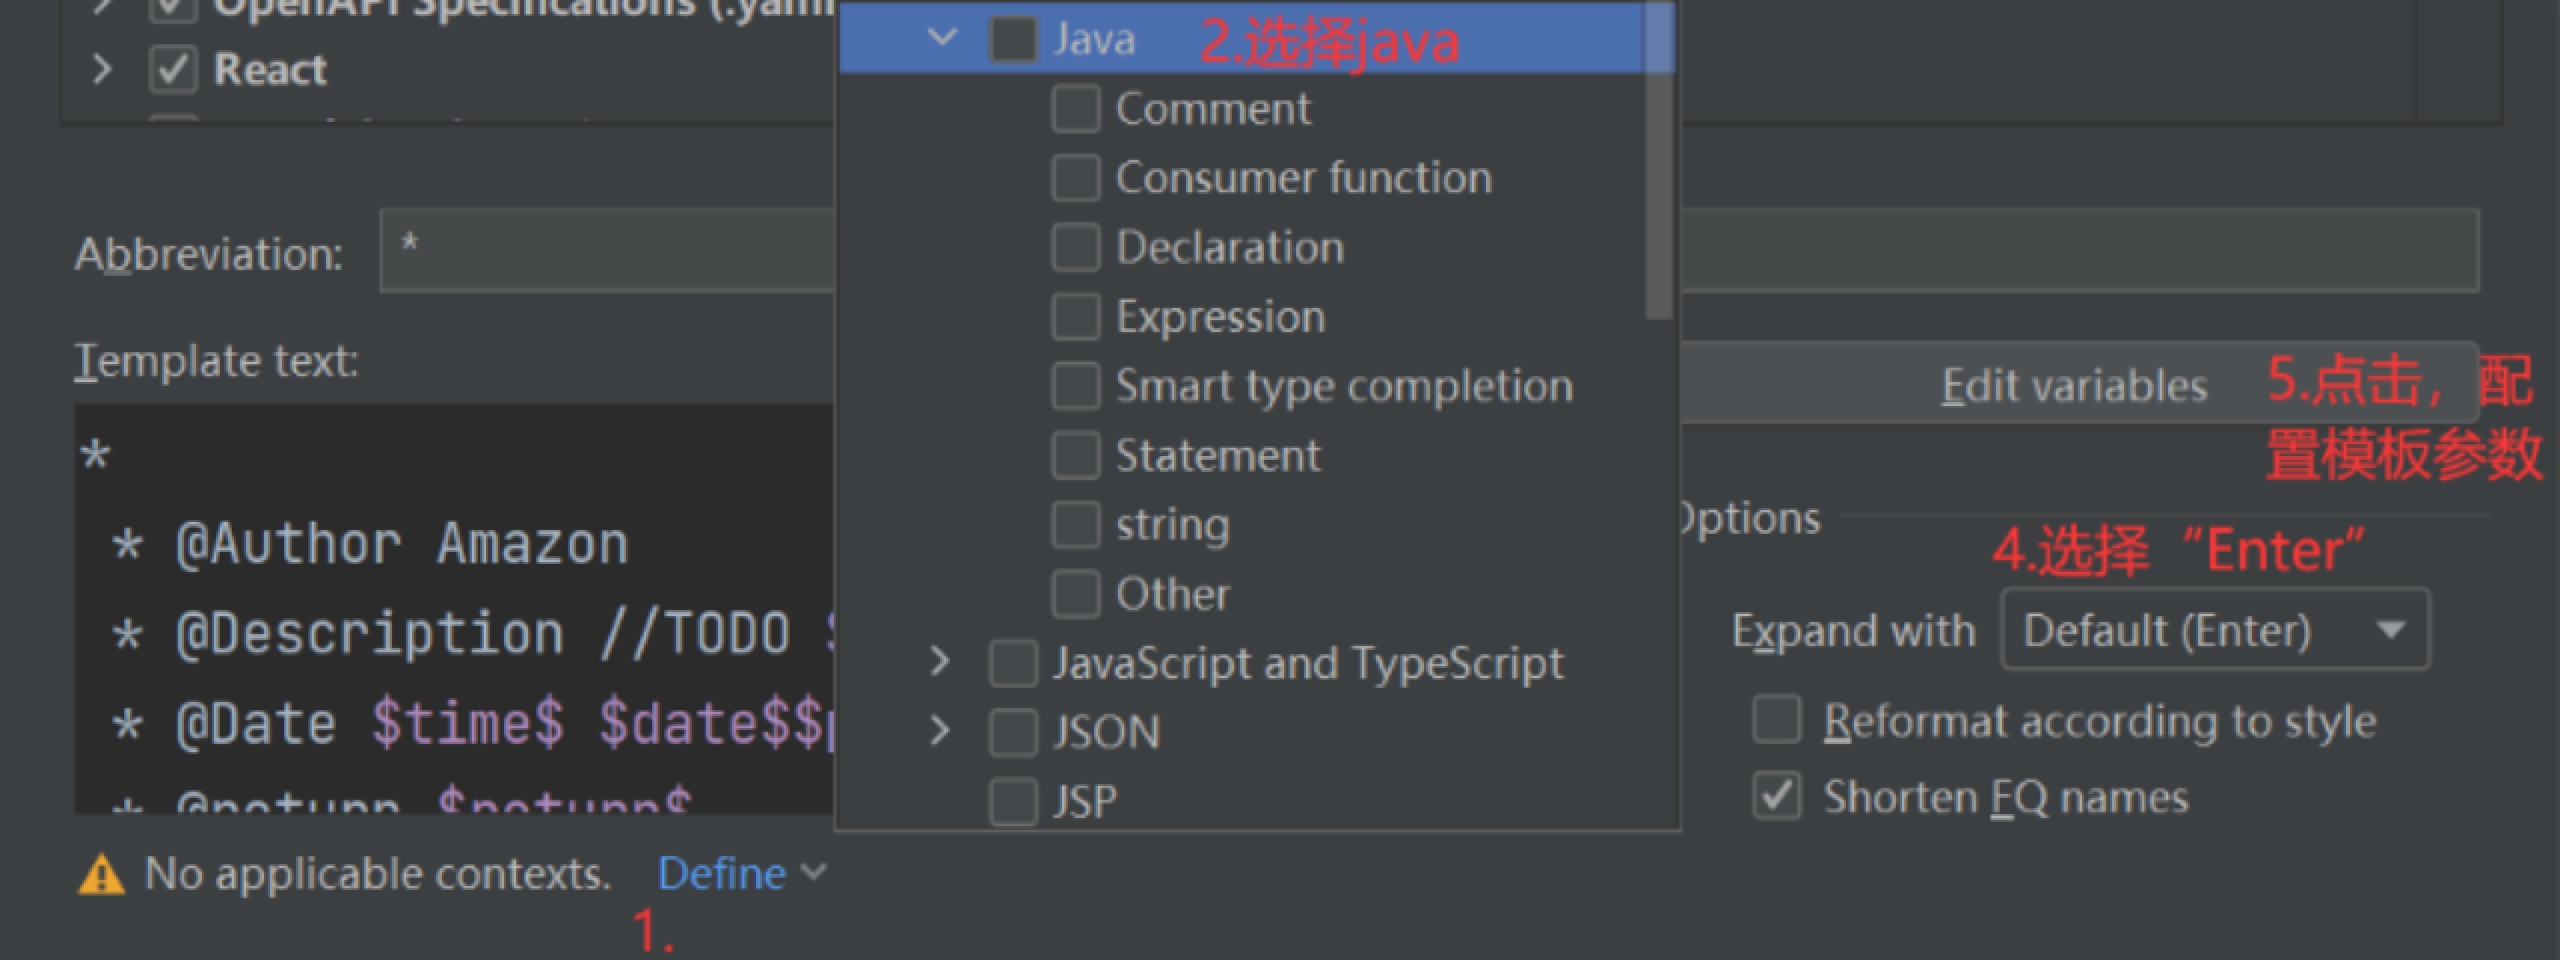 OpenAPI Specifications (.yaml
React
Java 2.选择java
Comment
Consumer function
Declaration
Expression
Smart type completion
Statement
string
Other
JavaScript and TypeScript
JSON
JSP
Abbreviation: *
Template text:
*
* @Author Amazon
* @Description //TODO $
* @Date $time$ $date$$p
* @return $return$
No applicable contexts. Define
1.
Edit variables 5.点击，配
置模板参数
Options
4.选择“Enter”
Expand with Default (Enter)
Reformat according to style
Shorten FQ names